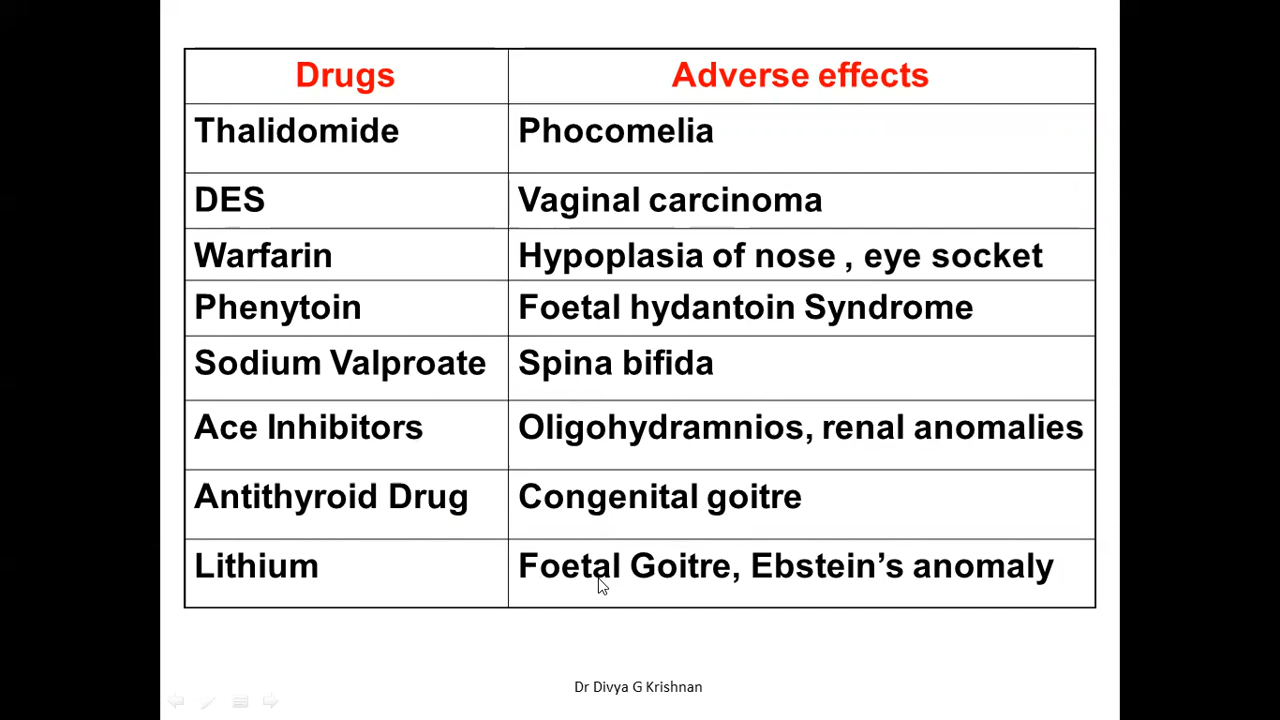 Drugs Adverse effects
Thalidomide Phocomelia
DES Vaginal carcinoma
Warfarin Hypoplasia of nose , eye socket
Phenytoin Foetal hydantoin Syndrome
Sodium Valproate Spina bifida
Ace Inhibitors Oligohydramnios, renal anomalies
Antithyroid Drug Congenital goitre
Lithium Foetal Goitre, Ebstein’s anomaly
Dr Divya G Krishnan